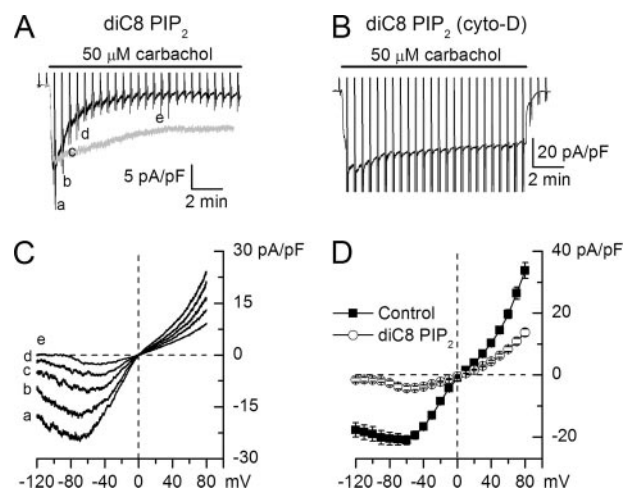 A
diC8 PIP2
50 µM carbachol
a
b
c
d
e
5 pA/pF
2 min
B
diC8 PIP2 (cyto-D)
50 µM carbachol
20 pA/pF
2 min
C
30 pA/pF
15
0
-15
-30
e
d
c
b
a
-120 -80 -40 0 40 80 mV
D
40 pA/pF
20
0
-20
Control
diC8 PIP2
-120 -80 -40 0 40 80 mV